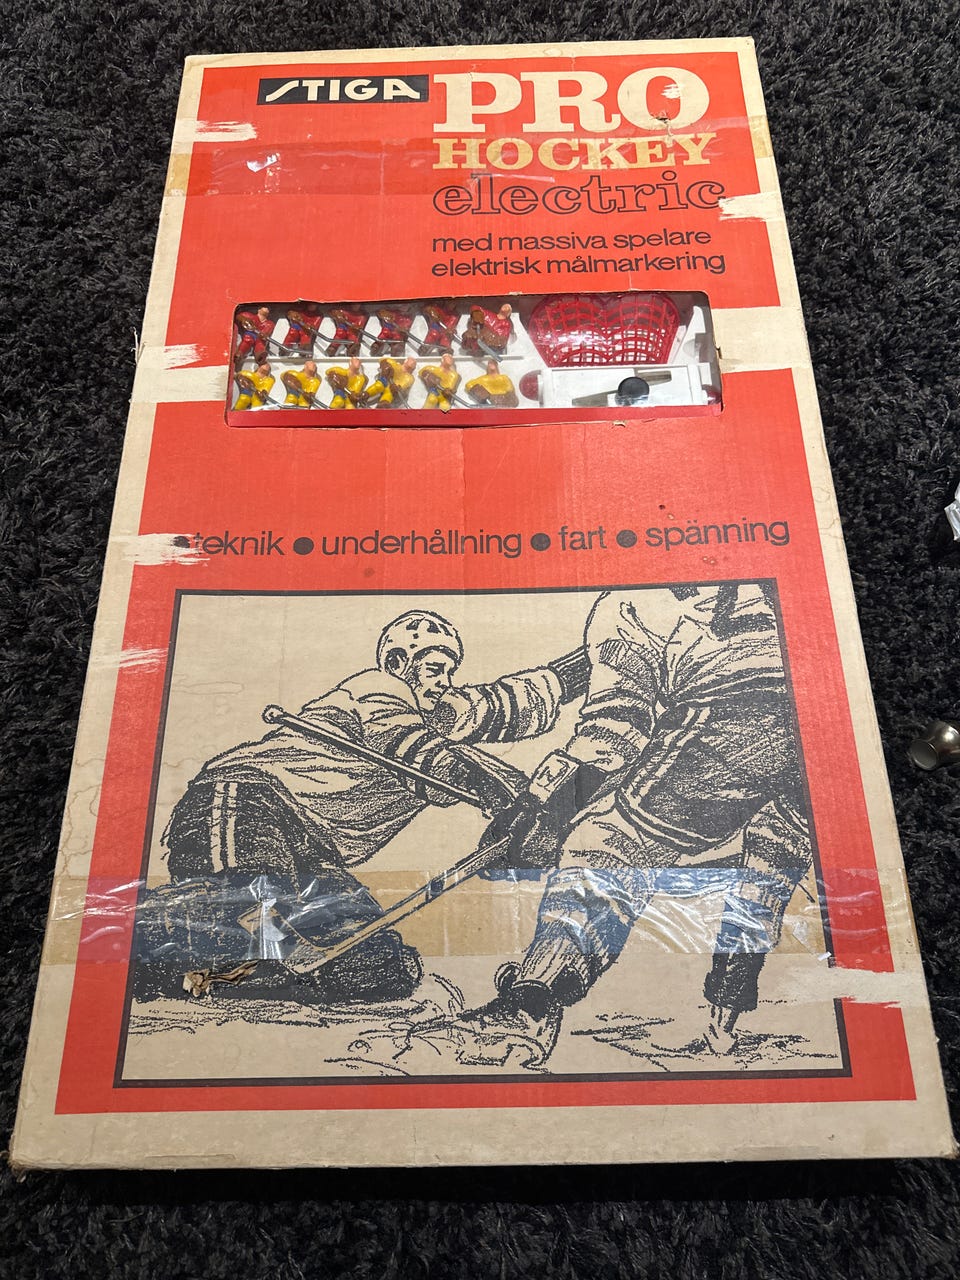 STIGA PRO
HOCKEY
electric
med massiva spelare
elektrisk målmarkering
teknik ● underhållning ● fart ● spänning